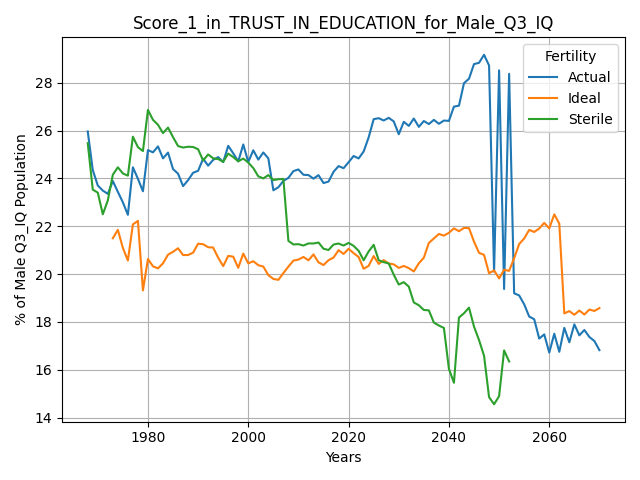 Score_1_in_TRUST_IN_EDUCATION_for_Male_Q3_IQ
% of Male Q3_IQ Population
28
26
24
22
20
18
16
14
Fertility
Actual
Ideal
Sterile
1980 2000 2020 2040 2060
Years